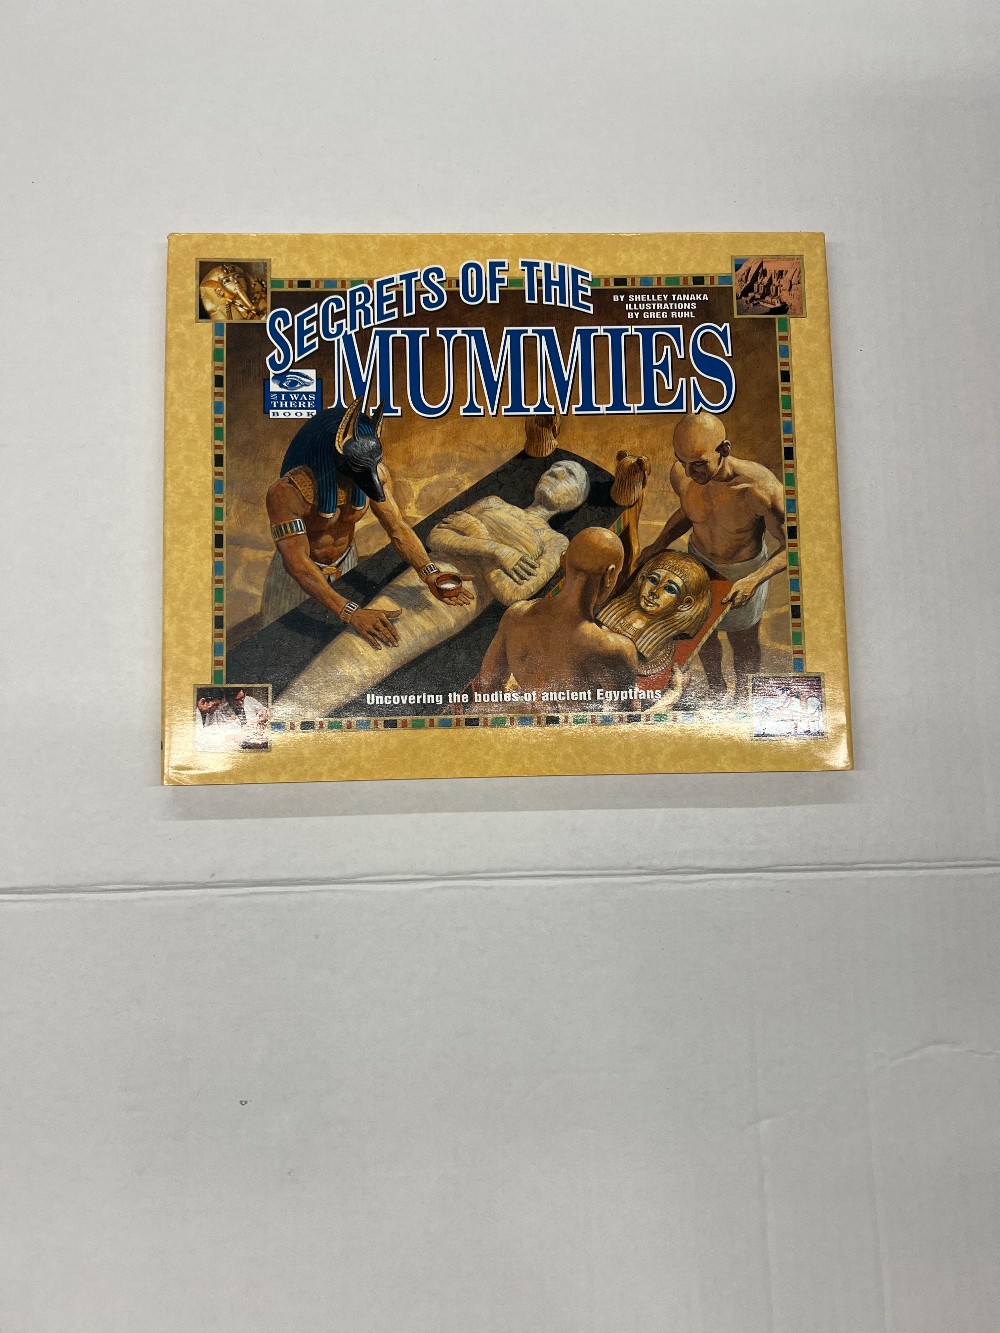 SECRETS OF THE
MUMMIES
BY SHELLEY TANAKA
ILLUSTRATIONS
BY GREG RUHL
AN I WAS
THERE
BOOK
Uncovering the bodies of ancient Egyptians